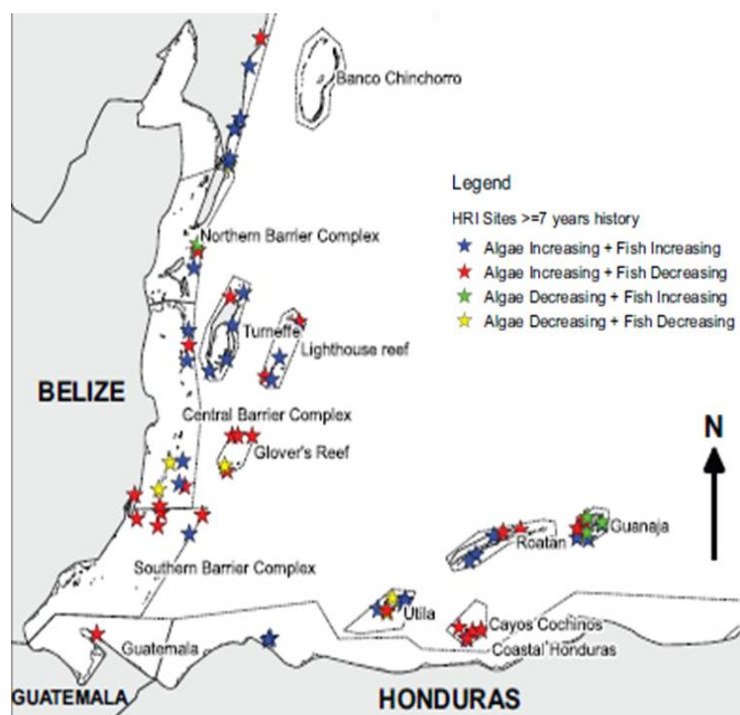 Banco Chinchorro
Legend
HRI Sites >=7 years history
Algae Increasing + Fish Increasing
Algae Increasing + Fish Decreasing
Algae Decreasing + Fish Increasing
Algae Decreasing + Fish Decreasing
Northern Barrier Complex
Turneffe
Lighthouse reef
BELIZE
Central Barrier Complex
Glover's Reef
N
Guanaja
Roatan
Southern Barrier Complex
Utila
Cayos Cochinos
Coastal Honduras
Guatemala
GUATEMALA
HONDURAS